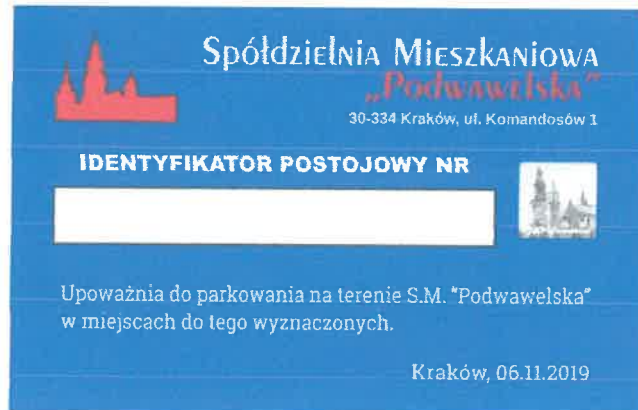 Spółdzielnia Mieszkaniowa
„Podwawelska”
30-334 Kraków, ul. Komandosów 1
IDENTYFIKATOR POSTOJOWY NR
Upoważnia do parkowania na terenie S.M. "Podwawelska"
w miejscach do tego wyznaczonych.
Kraków, 06.11.2019